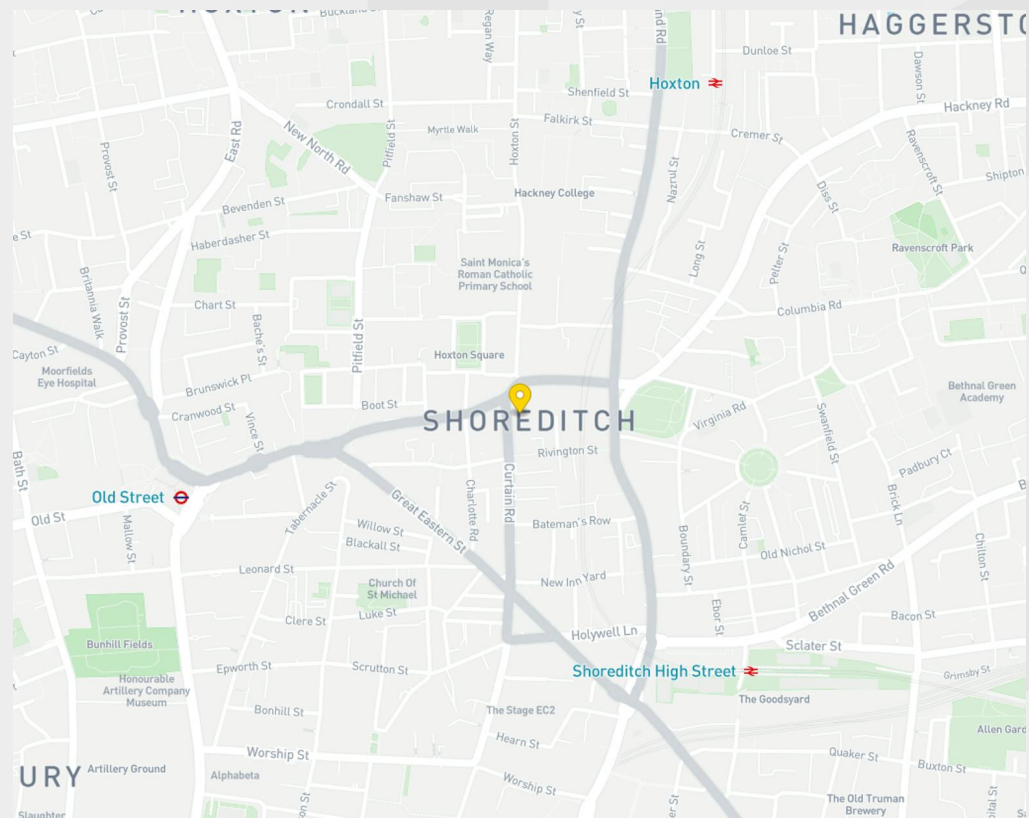 HOXTON
HAGGERSTO
Buckland
Regan Way
Dunloe St
Hoxton
Shenfield St
Dawson St
Crondall St
Hackney Rd
New North Rd
East Rd
Pitfield St
Myrtle Walk
Hoxton St
Falkirt St
Cremer St
Provost St
Ravenscroft St
Nazrul St
Shipton
Fanshaw St
Hackney College
Diss St
Bevenden St
Haberdasher St
Ravenscroft Park
Saint Monica's
Roman Catholic
Primary School
Long St
Pelter St
Britannia Walk
Provost St
Chart St
Columbia Rd
Bache's St
Pitfield St
Cayton St
Hoxton Square
Moorfields
Eye Hospital
Brunswick Pl
Bethnal Green
Academy
Cranwood St
Boot St
SHOREDITCH
Virginia Rd
Vince St
Swanfield St
Rivington St
Bath St
Padbury Ct
Old Street
Great Eastern St
Charlotte Rd
Curtain Rd
Brick Ln
Old St
Mallow St
Tabernacle St
Willow St
Blackall St
Bateman's Row
Boundary St
Camlet St
Old Nichol St
Chilton St
Leonard St
Church Of
St Michael
New Inn Yard
Bethnal Green Rd
Clere St
Luke St
Ebor St
Bacon St
Bunhill Fields
Holywell Ln
Sclater St
Epworth St
Scrutton St
Shoreditch High Street
Grimsby St
Honourable
Artillery Company
Museum
The Goodsyard
Bonhill St
The Stage EC2
Allen Gard
Hearn St
Worship St
Quaker St
Buxton St
URY
Artillery Ground
Alphabeta
Worship St
The Old Truman
Brewery
Slaughter